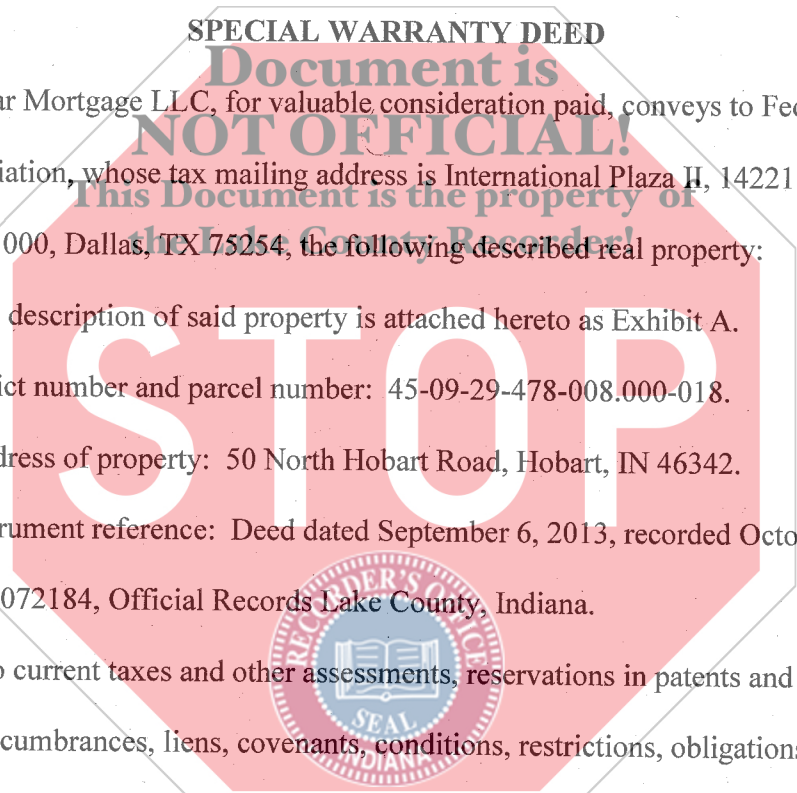 SPECIAL WARRANTY DEED
Document is
ar Mortgage LLC, for valuable consideration paid, conveys to Fed
NOT OFFICIAL!
iation, whose tax mailing address is International Plaza II, 14221
This Document is the property of
000, Dallas, TX 75254, the following described real property:
the Lake County Recorder!
description of said property is attached hereto as Exhibit A.
STOP
ict number and parcel number: 45-09-29-478-008.000-018.
dress of property: 50 North Hobart Road, Hobart, IN 46342.
rument reference: Deed dated September 6, 2013, recorded Octo
072184, Official Records Lake County, Indiana.
RECORDER'S OFFICE
o current taxes and other assessments, reservations in patents and
SEAL
cumbrances, liens, covenants, conditions, restrictions, obligations
INDIANA